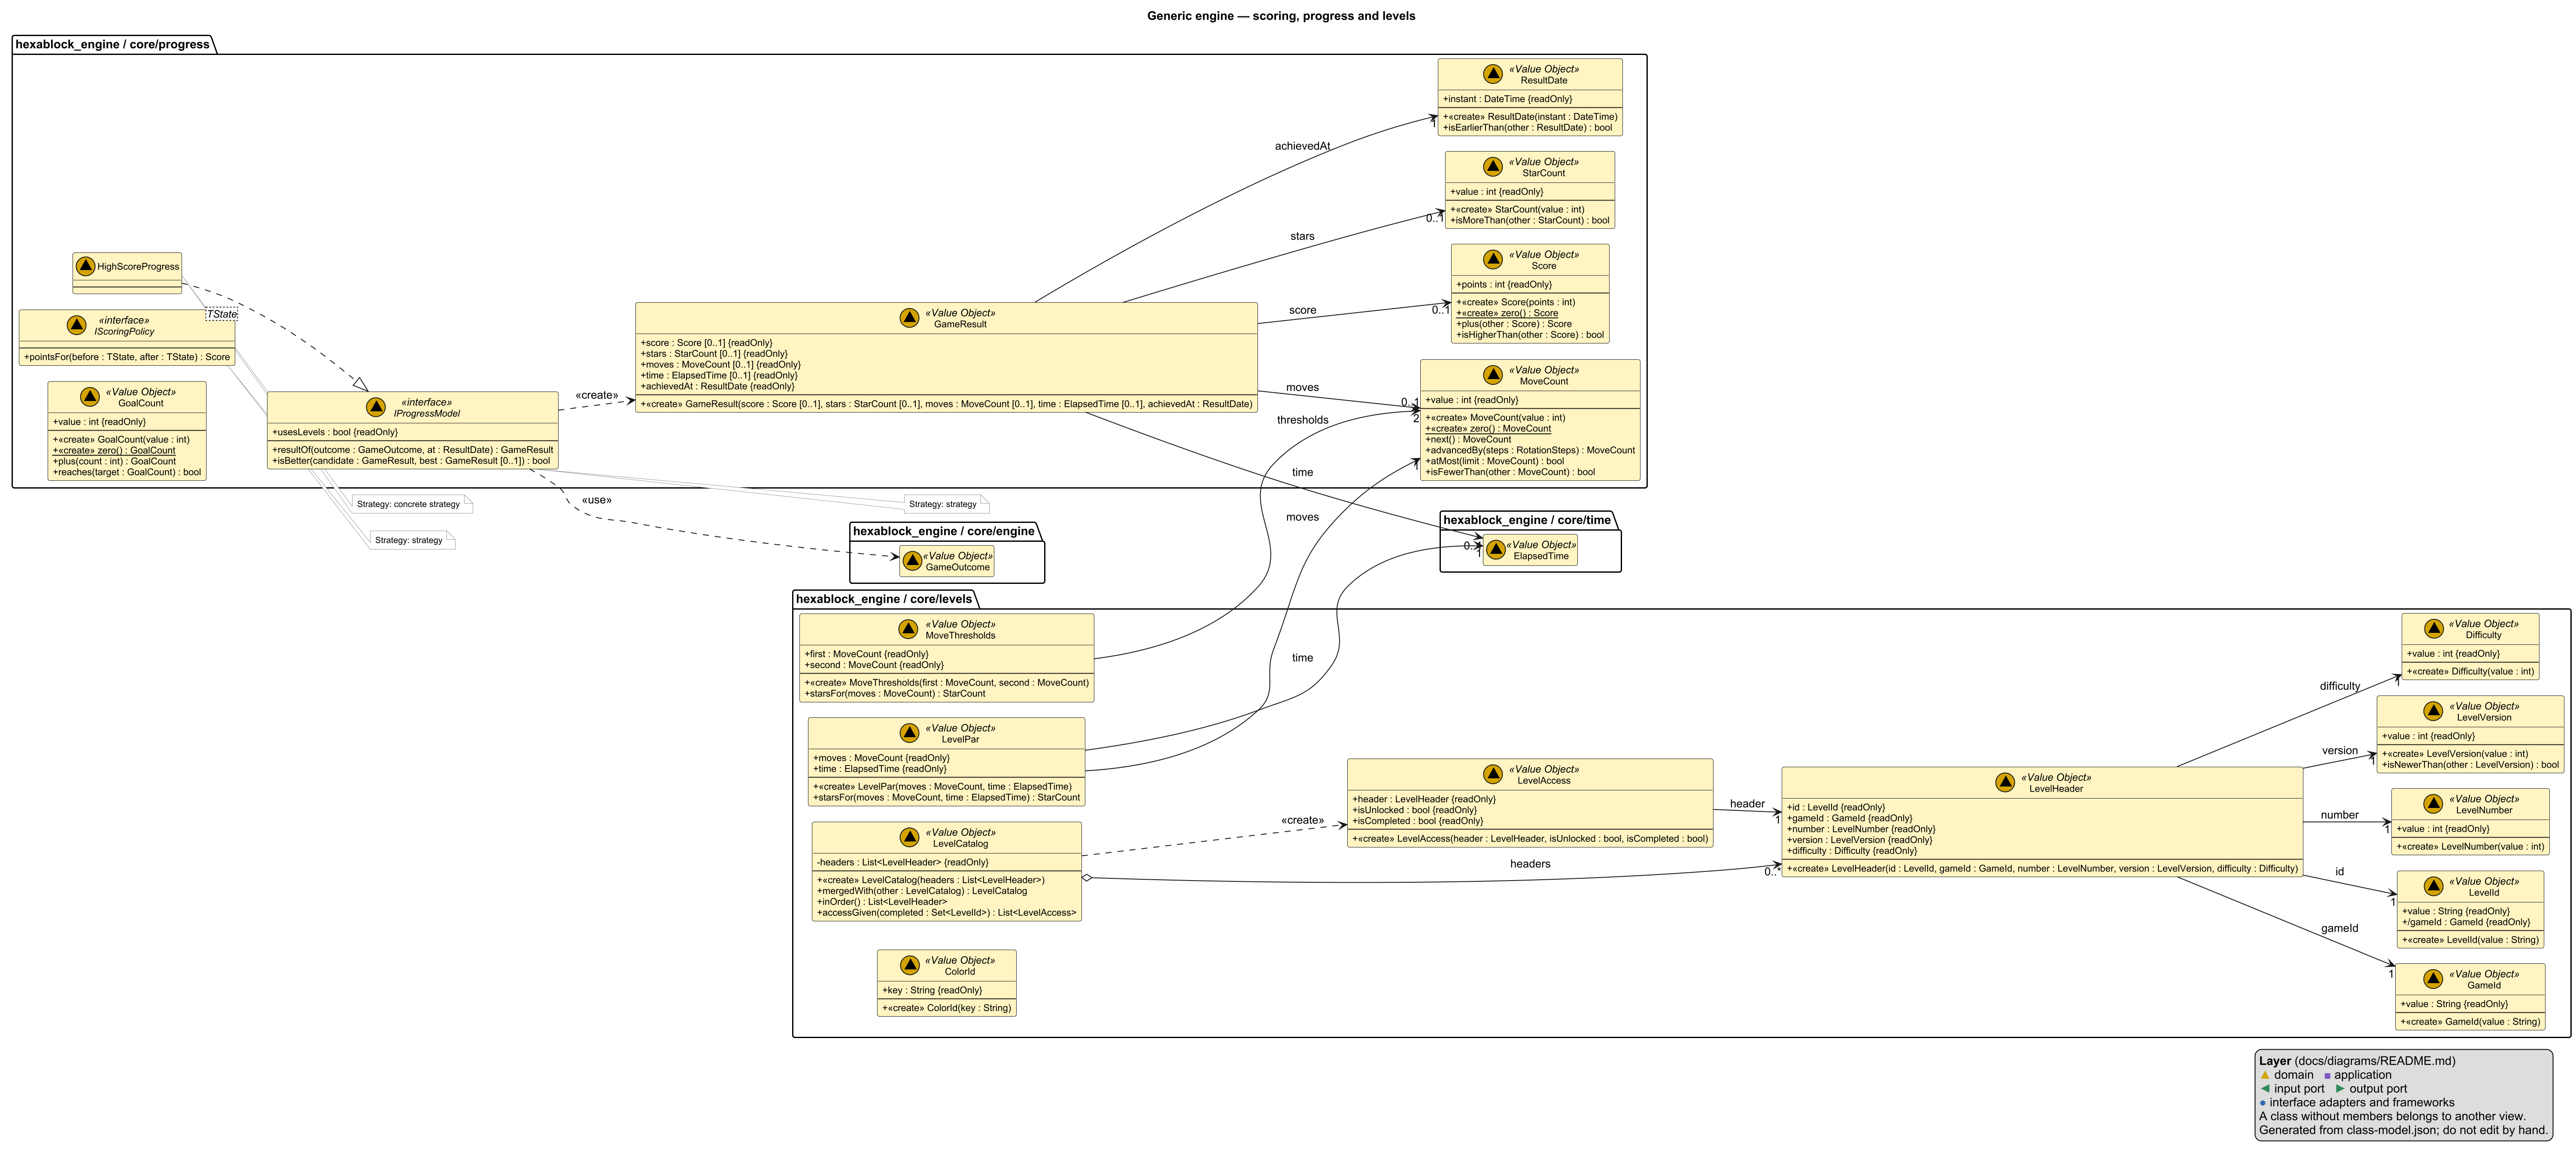 Generic engine — scoring, progress and levels
hexablock_engine / core/progress
«Value Object»
ResultDate
+instant : DateTime {readOnly}
+«create» ResultDate(instant : DateTime)
+isEarlierThan(other : ResultDate) : bool
achievedAt
1
«Value Object»
StarCount
+value : int {readOnly}
+«create» StarCount(value : int)
+isMoreThan(other : StarCount) : bool
stars
0..1
«Value Object»
Score
+points : int {readOnly}
+«create» Score(points : int)
+«create» zero() : Score
+plus(other : Score) : Score
+isHigherThan(other : Score) : bool
score
0..1
HighScoreProgress
TState
«interface»
IScoringPolicy
+pointsFor(before : TState, after : TState) : Score
«Value Object»
GoalCount
+value : int {readOnly}
+«create» GoalCount(value : int)
+«create» zero() : GoalCount
+plus(count : int) : GoalCount
+reaches(target : GoalCount) : bool
«interface»
IProgressModel
+usesLevels : bool {readOnly}
+resultOf(outcome : GameOutcome, at : ResultDate) : GameResult
+isBetter(candidate : GameResult, best : GameResult [0..1]) : bool
«create»
«Value Object»
GameResult
+score : Score [0..1] {readOnly}
+stars : StarCount [0..1] {readOnly}
+moves : MoveCount [0..1] {readOnly}
+time : ElapsedTime [0..1] {readOnly}
+achievedAt : ResultDate {readOnly}
+«create» GameResult(score : Score [0..1], stars : StarCount [0..1], moves : MoveCount [0..1], time : ElapsedTime [0..1], achievedAt : ResultDate)
moves
0..1
thresholds
2
«Value Object»
MoveCount
+value : int {readOnly}
+«create» MoveCount(value : int)
+«create» zero() : MoveCount
+next() : MoveCount
+advancedBy(steps : RotationSteps) : MoveCount
+atMost(limit : MoveCount) : bool
+isFewerThan(other : MoveCount) : bool
time
1
moves
Strategy: concrete strategy
Strategy: strategy
«use»
Strategy: strategy
hexablock_engine / core/engine
«Value Object»
GameOutcome
hexablock_engine / core/time
«Value Object»
ElapsedTime
1
hexablock_engine / core/levels
«Value Object»
MoveThresholds
+first : MoveCount {readOnly}
+second : MoveCount {readOnly}
+«create» MoveThresholds(first : MoveCount, second : MoveCount)
+starsFor(moves : MoveCount) : StarCount
time
«Value Object»
LevelPar
+moves : MoveCount {readOnly}
+time : ElapsedTime {readOnly}
+«create» LevelPar(moves : MoveCount, time : ElapsedTime)
+starsFor(moves : MoveCount, time : ElapsedTime) : StarCount
«Value Object»
LevelCatalog
-headers : List<LevelHeader> {readOnly}
+«create» LevelCatalog(headers : List<LevelHeader>)
+mergedWith(other : LevelCatalog) : LevelCatalog
+inOrder() : List<LevelHeader>
+accessGiven(completed : Set<LevelId>) : List<LevelAccess>
«create»
headers
0..*
«Value Object»
ColorId
+key : String {readOnly}
+«create» ColorId(key : String)
«Value Object»
LevelAccess
+header : LevelHeader {readOnly}
+isUnlocked : bool {readOnly}
+isCompleted : bool {readOnly}
+«create» LevelAccess(header : LevelHeader, isUnlocked : bool, isCompleted : bool)
header
1
«Value Object»
LevelHeader
+id : LevelId {readOnly}
+gameId : GameId {readOnly}
+number : LevelNumber {readOnly}
+version : LevelVersion {readOnly}
+difficulty : Difficulty {readOnly}
+«create» LevelHeader(id : LevelId, gameId : GameId, number : LevelNumber, version : LevelVersion, difficulty : Difficulty)
difficulty
1
«Value Object»
Difficulty
+value : int {readOnly}
+«create» Difficulty(value : int)
version
1
«Value Object»
LevelVersion
+value : int {readOnly}
+«create» LevelVersion(value : int)
+isNewerThan(other : LevelVersion) : bool
number
1
«Value Object»
LevelNumber
+value : int {readOnly}
+«create» LevelNumber(value : int)
id
1
«Value Object»
LevelId
+value : String {readOnly}
+/gameId : GameId {readOnly}
+«create» LevelId(value : String)
gameId
1
«Value Object»
GameId
+value : String {readOnly}
+«create» GameId(value : String)
Layer (docs/diagrams/README.md)
domain application
input port output port
interface adapters and frameworks
A class without members belongs to another view.
Generated from class-model.json; do not edit by hand.